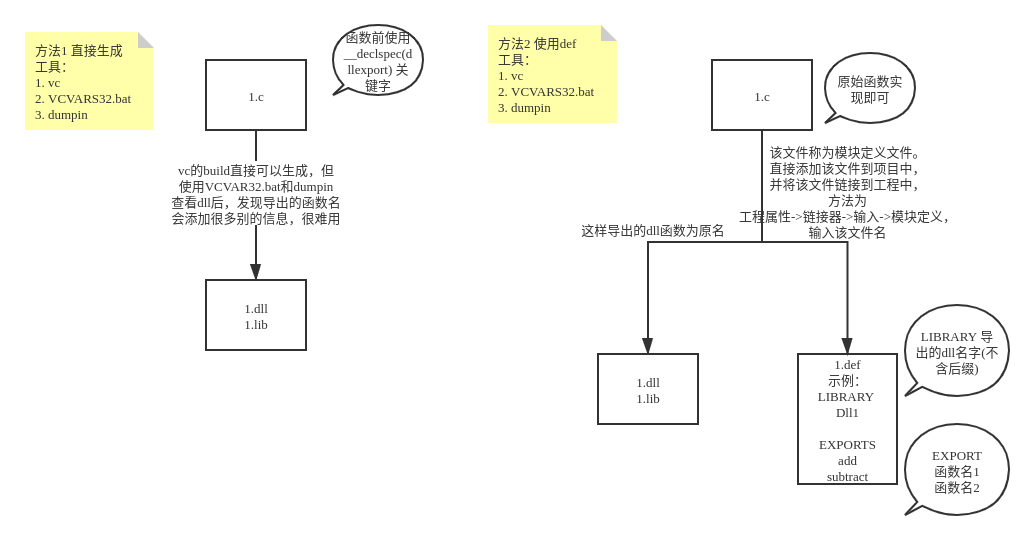 方法1 直接生成
工具:
1. vc
2. VCVARS32.bat
3. dumpin
1.c
函数前使用
__declspec(d
llexport) 关
键字
vc的build直接可以生成，但
使用VCVAR32.bat和dumpin
查看dll后，发现导出的函数名
会添加很多别的信息，很难用
1.dll
1.lib
方法2 使用def
工具:
1. vc
2. VCVARS32.bat
3. dumpin
1.c
原始函数实
现即可
该文件称为模块定义文件。
直接添加该文件到项目中，
并将该文件链接到工程中，
方法为
工程属性->链接器->输入->模块定义，
输入该文件名
这样导出的dll函数为原名
1.dll
1.lib
1.def
示例:
LIBRARY
Dll1
EXPORTS
add
subtract
LIBRARY 导
出的dll名字(不
含后缀)
EXPORT
函数名1
函数名2